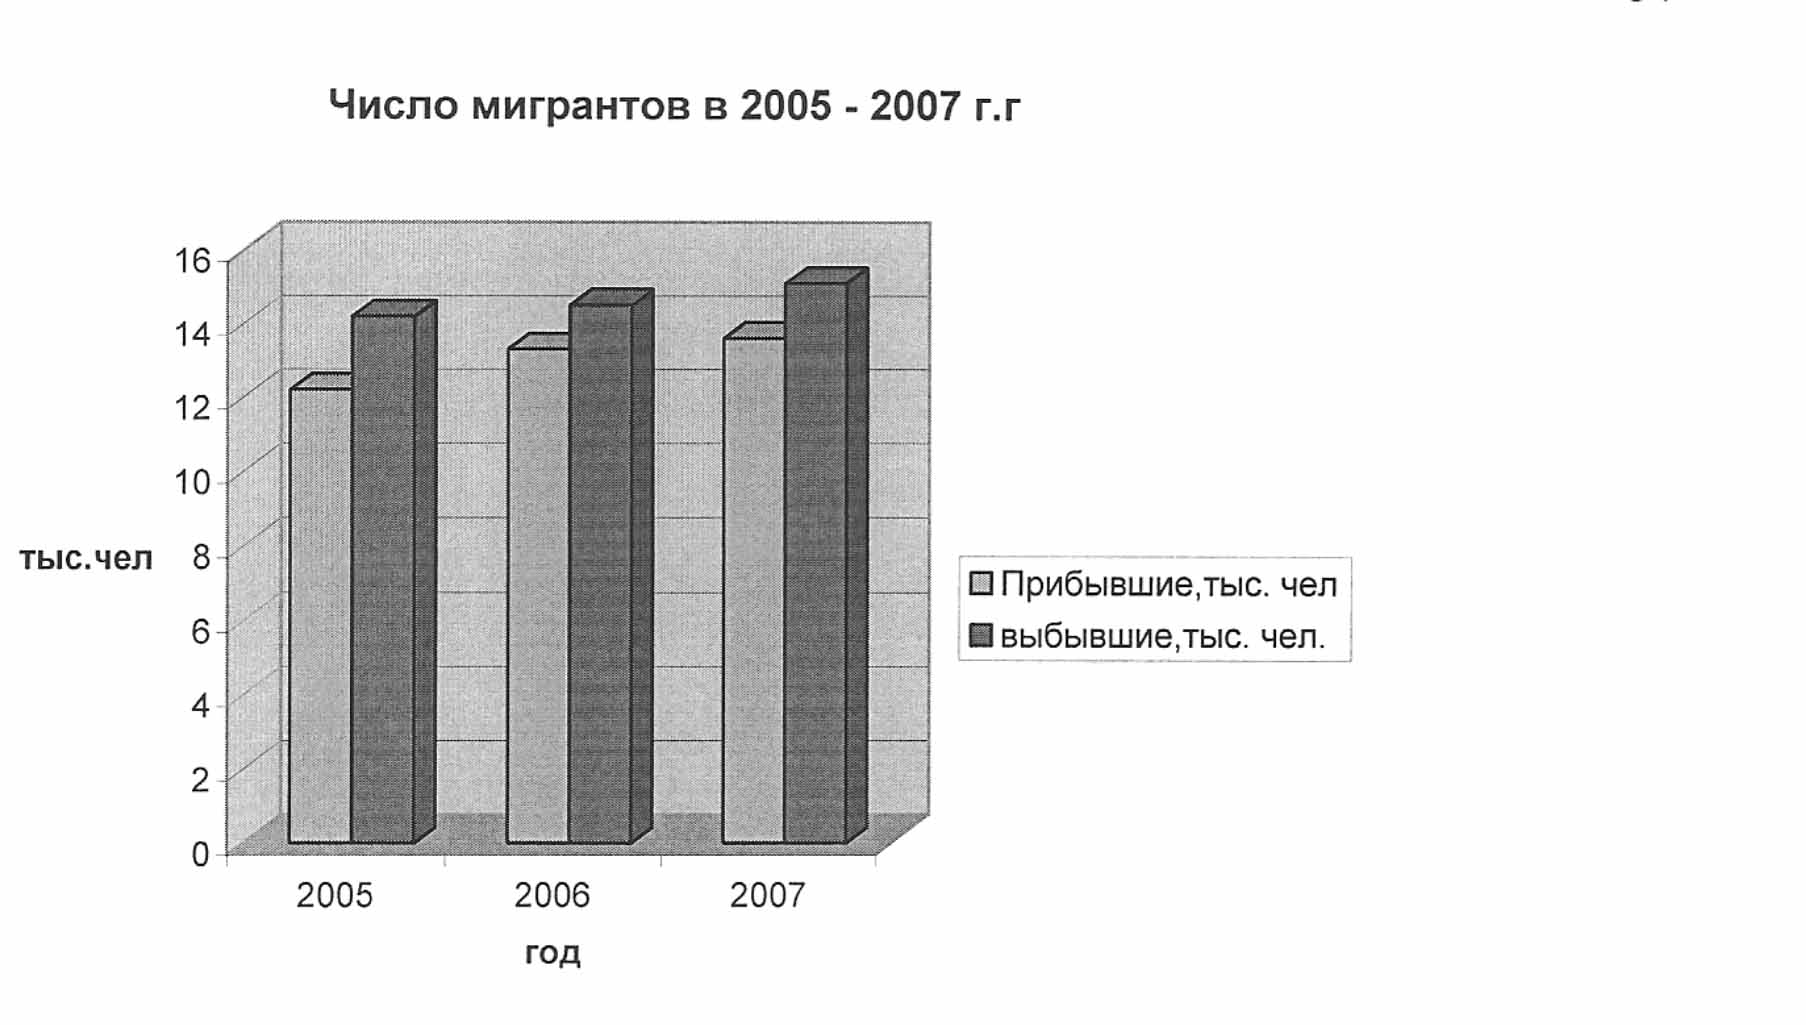 Число мигрантов в 2005 - 2007 г.г
16
14
12
10
8
6
4
2
0
тыс.чел
2005 2006 2007
год
Прибывшие,тыс. чел
выбывшие,тыс. чел.